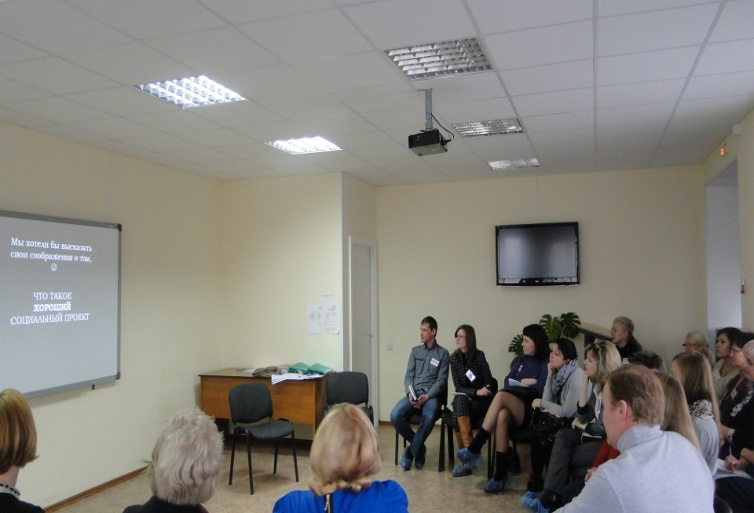 Мы хотели бы высказать
свои соображения о том,
☺
ЧТО ТАКОЕ
ХОРОШИЙ
СОЦИАЛЬНЫЙ ПРОЕКТ